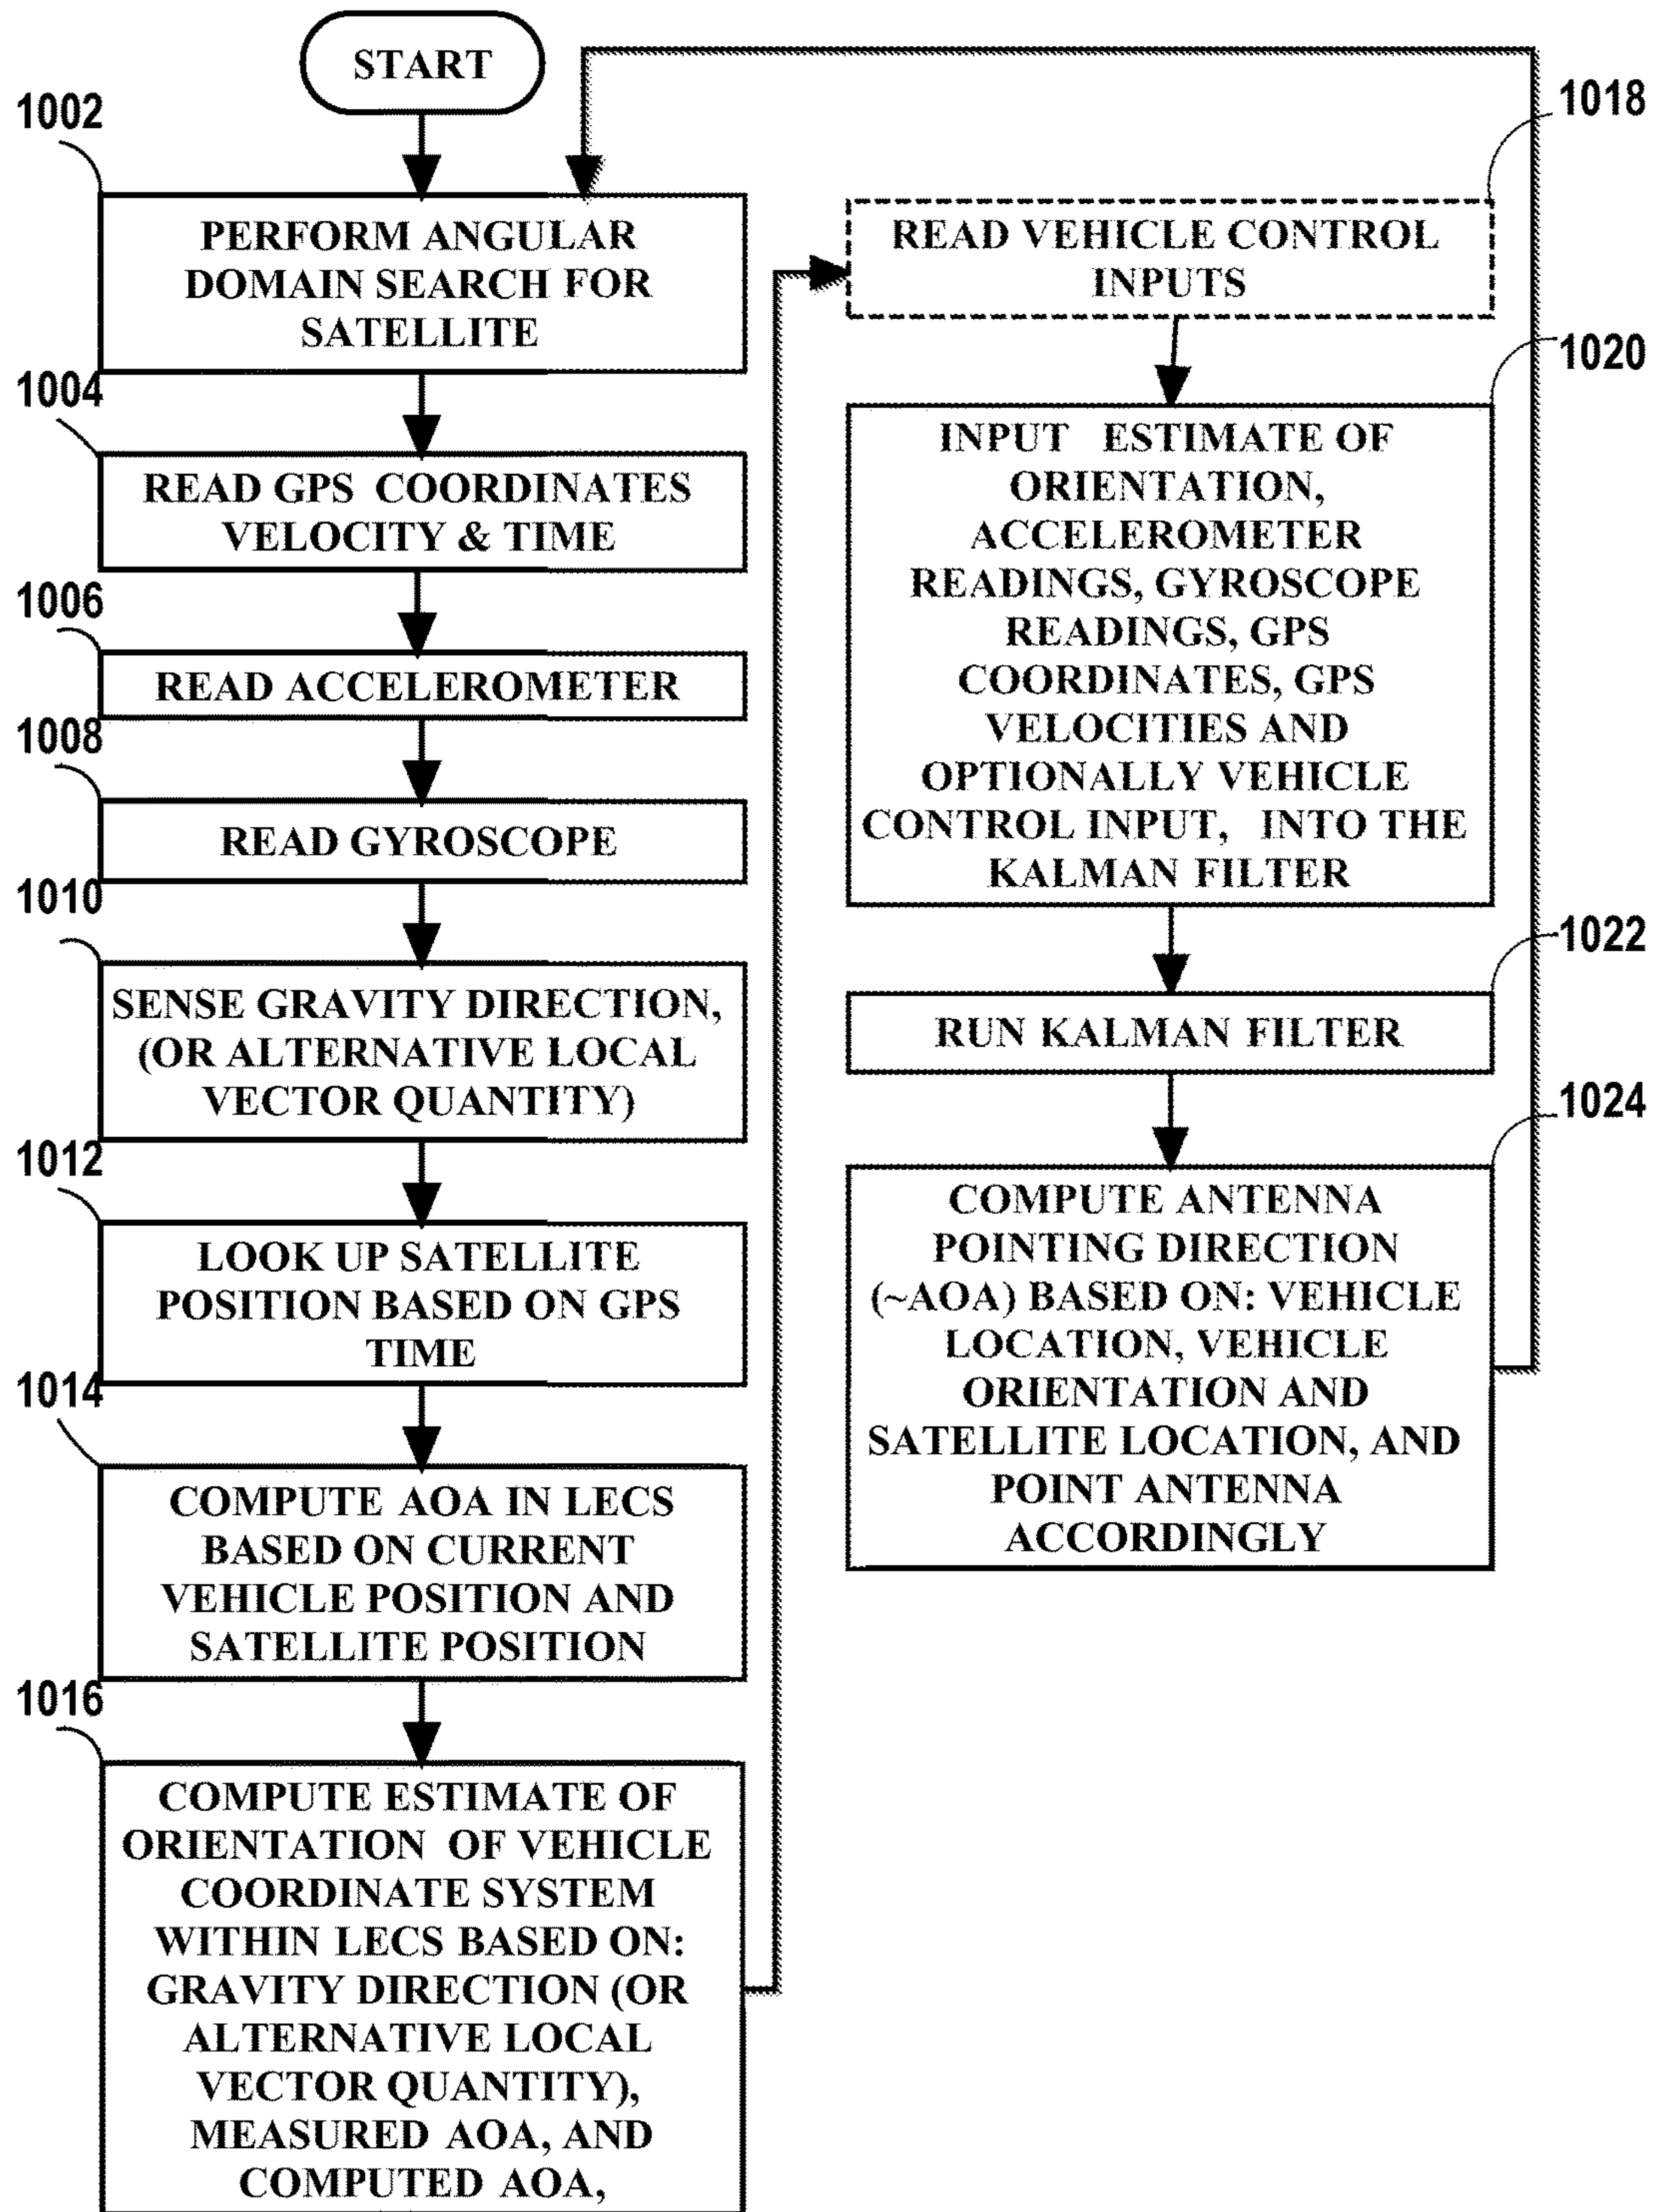 START
1002
PERFORM ANGULAR
DOMAIN SEARCH FOR
SATELLITE
1004
READ GPS COORDINATES
VELOCITY & TIME
1006
READ ACCELEROMETER
1008
READ GYROSCOPE
1010
SENSE GRAVITY DIRECTION,
(OR ALTERNATIVE LOCAL
VECTOR QUANTITY)
1012
LOOK UP SATELLITE
POSITION BASED ON GPS
TIME
1014
COMPUTE AOA IN LECS
BASED ON CURRENT
VEHICLE POSITION AND
SATELLITE POSITION
1016
COMPUTE ESTIMATE OF
ORIENTATION OF VEHICLE
COORDINATE SYSTEM
WITHIN LECS BASED ON:
GRAVITY DIRECTION (OR
ALTERNATIVE LOCAL
VECTOR QUANTITY),
MEASURED AOA, AND
COMPUTED AOA,
1018
READ VEHICLE CONTROL
INPUTS
1020
INPUT ESTIMATE OF
ORIENTATION,
ACCELEROMETER
READINGS, GYROSCOPE
READINGS, GPS
COORDINATES, GPS
VELOCITIES AND
OPTIONALLY VEHICLE
CONTROL INPUT, INTO THE
KALMAN FILTER
1022
RUN KALMAN FILTER
1024
COMPUTE ANTENNA
POINTING DIRECTION
(~AOA) BASED ON: VEHICLE
LOCATION, VEHICLE
ORIENTATION AND
SATELLITE LOCATION, AND
POINT ANTENNA
ACCORDINGLY